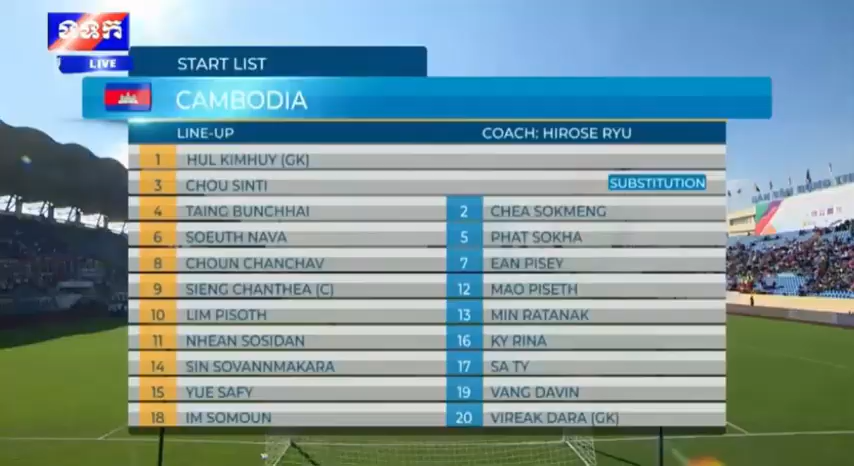 ទទក
LIVE
START LIST
CAMBODIA
LINE-UP COACH: HIROSE RYU
1 HUL KIMHUY (GK)
3 CHOU SINTI SUBSTITUTION
4 TAING BUNCHHAI 2 CHEA SOKMENG
6 SOEUTH NAVA 5 PHAT SOKHA
8 CHOUN CHANCHAV 7 EAN PISEY
9 SIENG CHANTHEA (C) 12 MAO PISETH
10 LIM PISOTH 13 MIN RATANAK
11 NHEAN SOSIDAN 16 KY RINA
14 SIN SOVANNMAKARA 17 SA TY
15 YUE SAFY 19 VANG DAVIN
18 IM SOMOUN 20 VIREAK DARA (GK)